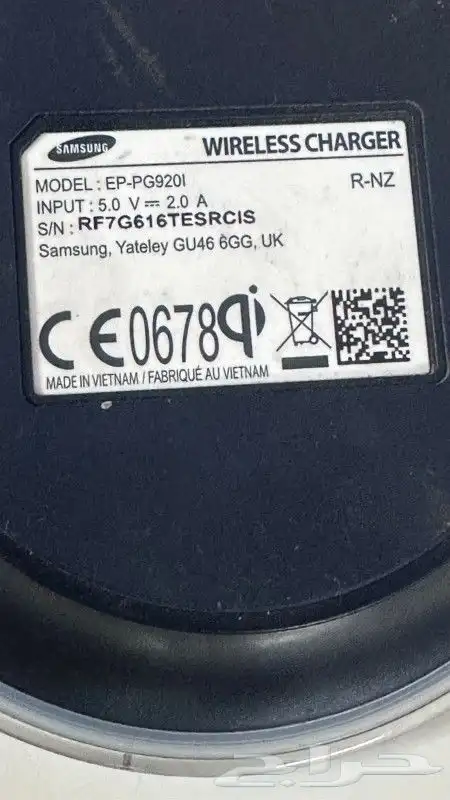 SAMSUNG WIRELESS CHARGER
MODEL : EP-PG920I R-NZ
INPUT : 5.0 V ⎓ 2.0 A
S/N : RF7G616TESRCIS
Samsung, Yateley GU46 6GG, UK
CE0678 qi
MADE IN VIETNAM / FABRIQUÉ AU VIETNAM
حراج